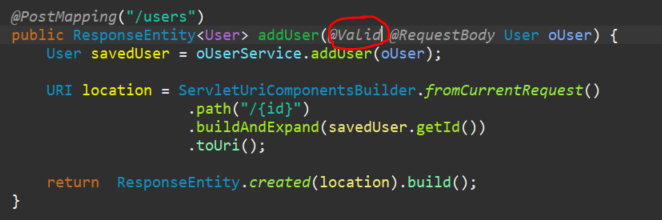 @PostMapping("/users")
public ResponseEntity<User> addUser(@Valid @RequestBody User oUser) {
User savedUser = oUserService.addUser(oUser);
URI location = ServletUriComponentsBuilder.fromCurrentRequest()
.path("/{id}")
.buildAndExpand(savedUser.getId())
.toUri();
return  ResponseEntity.created(location).build();
}